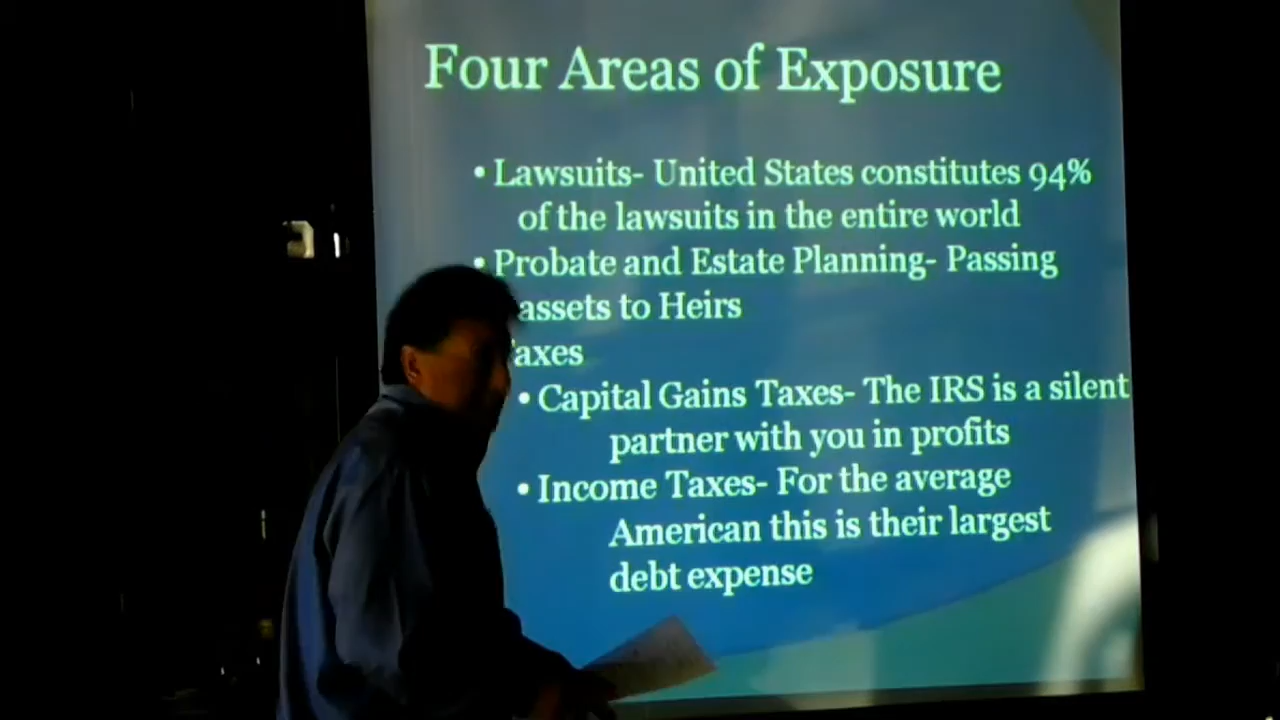 Four Areas of Exposure
• Lawsuits- United States constitutes 94%
of the lawsuits in the entire world
• Probate and Estate Planning- Passing
assets to Heirs
axes
• Capital Gains Taxes- The IRS is a silent
partner with you in profits
• Income Taxes- For the average
American this is their largest
debt expense